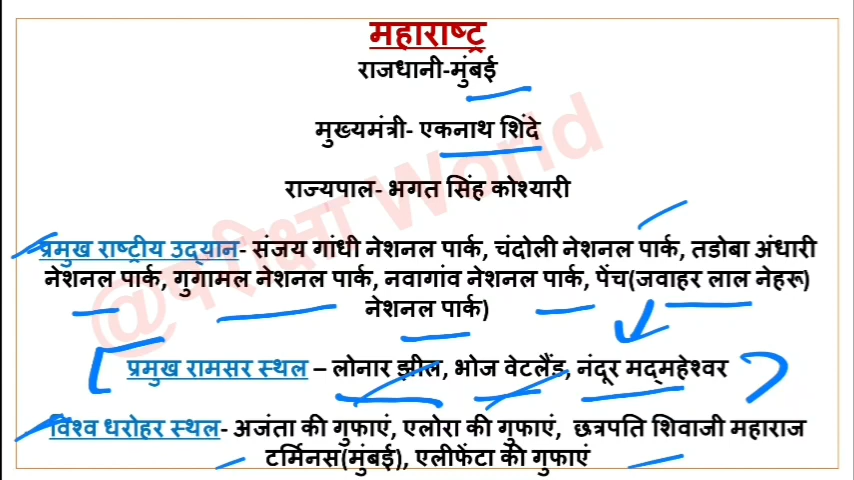 महाराष्ट्र
राजधानी-मुंबई
मुख्यमंत्री- एकनाथ शिंदे
राज्यपाल- भगत सिंह कोश्यारी
प्रमुख राष्ट्रीय उद्यान- संजय गांधी नेशनल पार्क, चंदोली नेशनल पार्क, तडोबा अंधारी
नेशनल पार्क, गुगामल नेशनल पार्क, नवागांव नेशनल पार्क, पेंच(जवाहर लाल नेहरू)
नेशनल पार्क)
प्रमुख रामसर स्थल – लोनार झील, भोज वेटलैंड, नंदूर मद्महेश्वर
विश्व धरोहर स्थल- अजंता की गुफाएं, एलोरा की गुफाएं, छत्रपति शिवाजी महाराज
टर्मिनस(मुंबई), एलीफेंटा की गुफाएं
@परिक्षा World